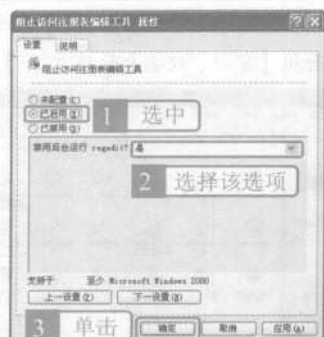 阻止访问注册表编辑工具 属性
设置 说明
阻止访问注册表编辑工具
未配置(C)
已启用(E)
1 选中
已禁用(D)
禁用后台运行 regedit? 是
2 选择该选项
支持于: 至少 Microsoft Windows 2000
上一设置(P) 下一设置(N)
3 单击 确定 取消 应用(A)